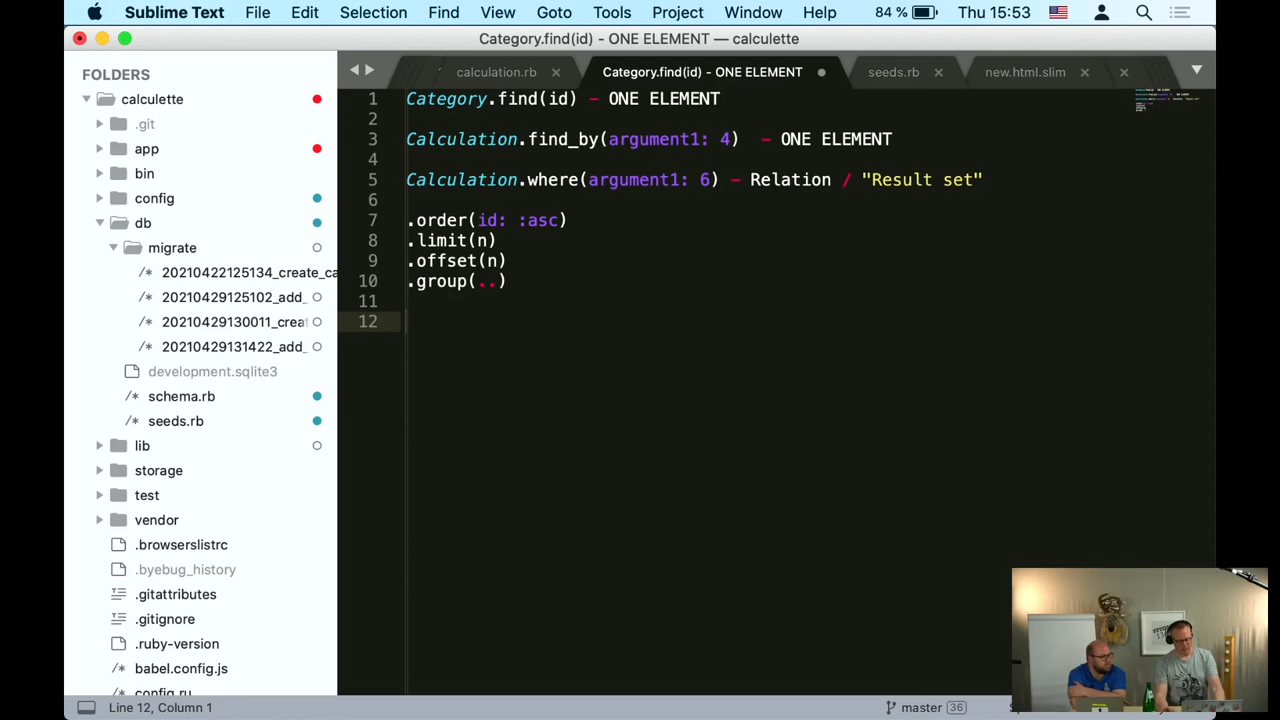 Sublime Text File Edit Selection Find View Goto Tools Project Window Help 84 % Thu 15:53
Category.find(id) - ONE ELEMENT — calculette
FOLDERS
calculette
.git
app
bin
config
db
migrate
20210422125134_create_ca
20210429125102_add_
20210429130011_crea
20210429131422_add_
development.sqlite3
schema.rb
seeds.rb
lib
storage
test
vendor
.browserslistrc
.byebug_history
.gitattributes
.gitignore
.ruby-version
babel.config.js
config.ru
calculation.rb Category.find(id) - ONE ELEMENT seeds.rb new.html.slim
1 Category.find(id) - ONE ELEMENT
2
3 Calculation.find_by(argument1: 4)  - ONE ELEMENT
4
5 Calculation.where(argument1: 6) - Relation / "Result set"
6
7 .order(id: :asc)
8 .limit(n)
9 .offset(n)
10 .group(..)
11
12
Line 12, Column 1 master 36